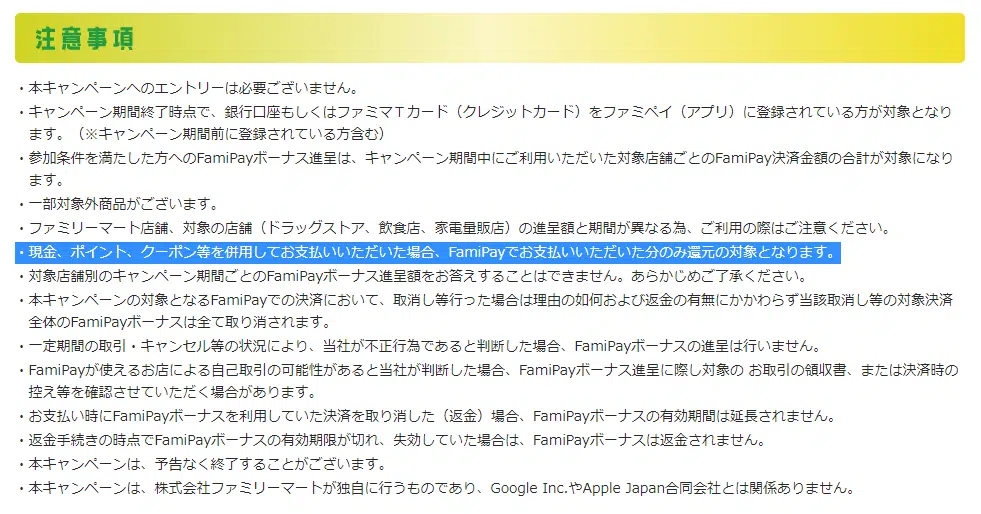 注意事項
・本キャンペーンへのエントリーは必要ございません。
・キャンペーン期間終了時点で、銀行口座もしくはファミマTカード（クレジットカード）をファミペイ（アプリ）に登録されている方が対象となり
ます。（※キャンペーン期間前に登録されている方含む）
・参加条件を満たした方へのFamiPayボーナス進呈は、キャンペーン期間中にご利用いただいた対象店舗ごとのFamiPay決済金額の合計が対象になり
ます。
・一部対象外商品がございます。
・ファミリーマート店舗、対象の店舗（ドラッグストア、飲食店、家電量販店）の進呈額と期間が異なる為、ご利用の際はご注意ください。
・現金、ポイント、クーポン等を併用してお支払いいただいた場合、FamiPayでお支払いいただいた分のみ還元の対象となります。
・対象店舗別のキャンペーン期間ごとのFamiPayボーナス進呈額をお答えすることはできません。あらかじめご了承ください。
・本キャンペーンの対象となるFamiPayでの決済において、取消し等行った場合は理由の如何および返金の有無にかかわらず当該取消し等の対象決済
全体のFamiPayボーナスは全て取り消されます。
・一定期間の取引・キャンセル等の状況により、当社が不正行為であると判断した場合、FamiPayボーナスの進呈は行いません。
・FamiPayが使えるお店による自己取引の可能性があると当社が判断した場合、FamiPayボーナス進呈に際し対象の お取引の領収書、または決済時の
控え等を確認させていただく場合があります。
・お支払い時にFamiPayボーナスを利用していた決済を取り消した（返金）場合、FamiPayボーナスの有効期間は延長されません。
・返金手続きの時点でFamiPayボーナスの有効期限が切れ、失効していた場合は、FamiPayボーナスは返金されません。
・本キャンペーンは、予告なく終了することがございます。
・本キャンペーンは、株式会社ファミリーマートが独自に行うものであり、Google Inc.やApple Japan合同会社とは関係ありません。